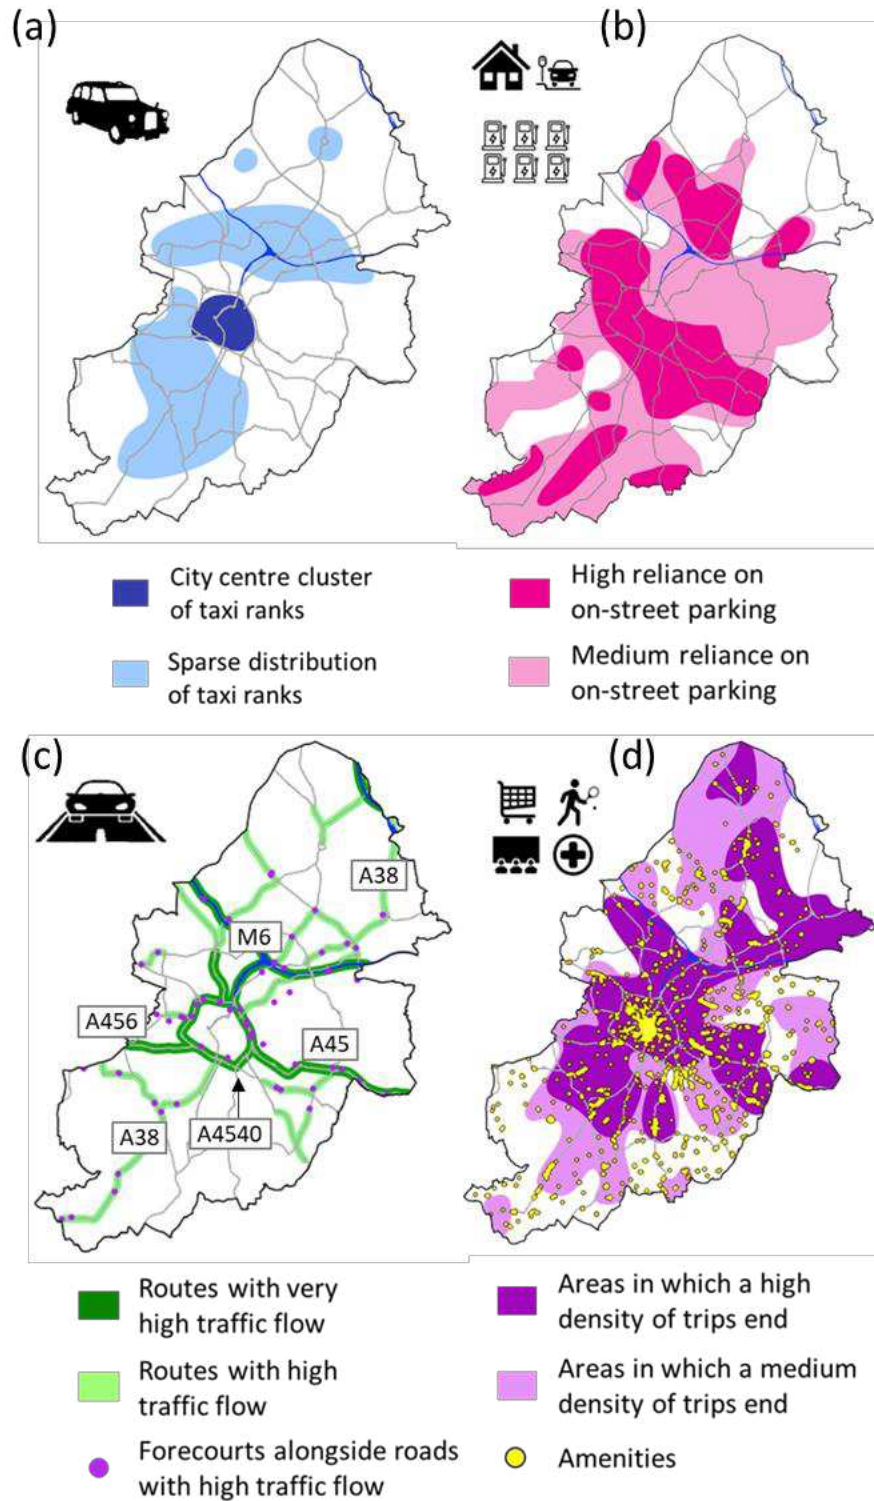 (a)
(b)
City centre cluster
of taxi ranks
Sparse distribution
of taxi ranks
High reliance on
on-street parking
Medium reliance on
on-street parking
(c)
(d)
A38
M6
A456
A45
A38
A4540
Routes with very
high traffic flow
Routes with high
traffic flow
Forecourts alongside roads
with high traffic flow
Areas in which a high
density of trips end
Areas in which a medium
density of trips end
Amenities